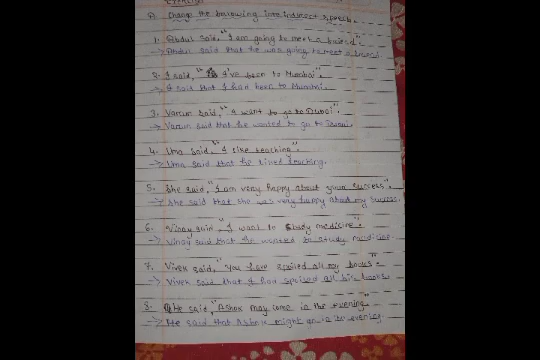 Exercise
A. Change the following into indirect speech.
1. Abdul said, "I am going to meet a friend."
→ Abdul said that he was going to meet a friend.
2. I said, "I've been to Mumbai".
→ I said that I had been to Mumbai.
3. Varun said, "I want to go to Dubai".
→ Varun said that he wanted to go to Dubai.
4. Uma said, "I like teaching".
→ Uma said that he liked teaching.
5. She said, "I am very happy about your success".
→ She said that she was very happy about my success.
6. Vinay said "I want to study medicine".
→ Vinay said that he wanted to study medicine.
7. Vivek said, "You have spoiled all my books".
→ Vivek said that I had spoiled all his books.
8. He said, "Ashok may come in the evening"
→ He said that Ashok might go in the evening.